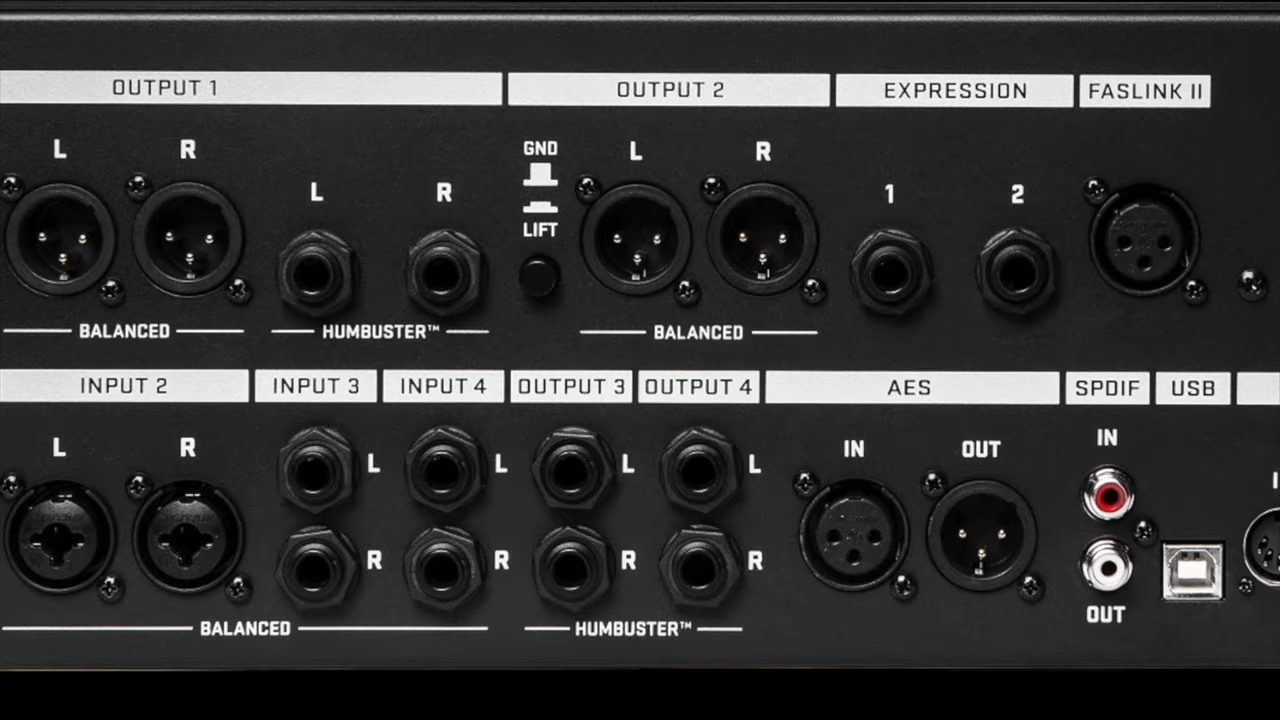 OUTPUT 1
OUTPUT 2
EXPRESSION
FASLINK II
L R
L R
GND
LIFT
L R
1 2
BALANCED
HUMBUSTER™
BALANCED
INPUT 2
INPUT 3
INPUT 4
OUTPUT 3
OUTPUT 4
AES
SPDIF
USB
L R
L
L
L
L
IN
OUT
IN
R
R
R
R
OUT
BALANCED
HUMBUSTER™